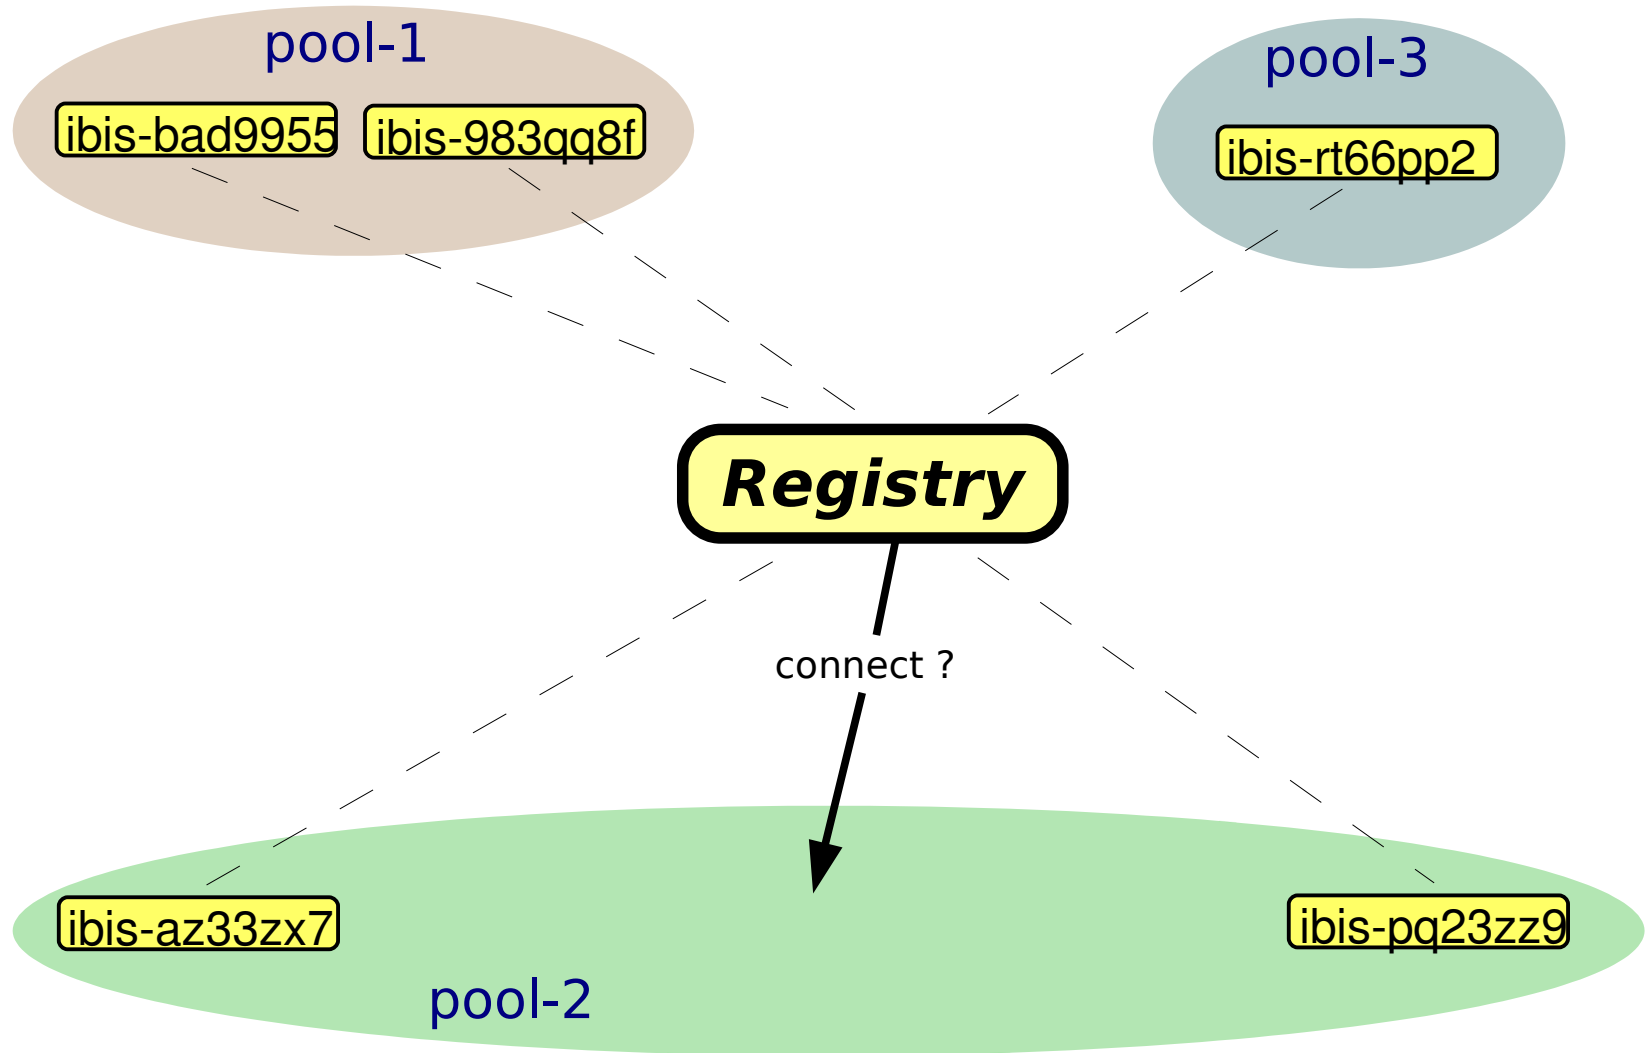 pool-1
pool-3
ibis-bad9955
ibis-983qq8f
ibis-rt66pp2
Registry
connect ?
ibis-az33zx7
ibis-pq23zz9
pool-2